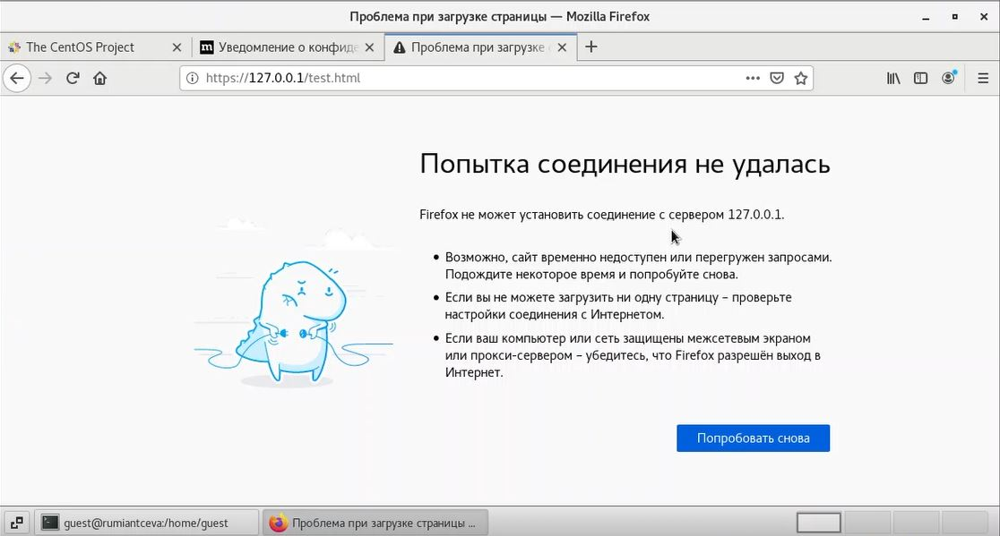 Проблема при загрузке страницы — Mozilla Firefox
The CentOS Project
Уведомление о конфиде
Проблема при загрузке
https://127.0.0.1/test.html
Попытка соединения не удалась
Firefox не может установить соединение с сервером 127.0.0.1.
• Возможно, сайт временно недоступен или перегружен запросами.
Подождите некоторое время и попробуйте снова.
• Если вы не можете загрузить ни одну страницу – проверьте
настройки соединения с Интернетом.
• Если ваш компьютер или сеть защищены межсетевым экраном
или прокси-сервером – убедитесь, что Firefox разрешён выход в
Интернет.
Попробовать снова
guest@rumiantceva:/home/guest
Проблема при загрузке страницы ...